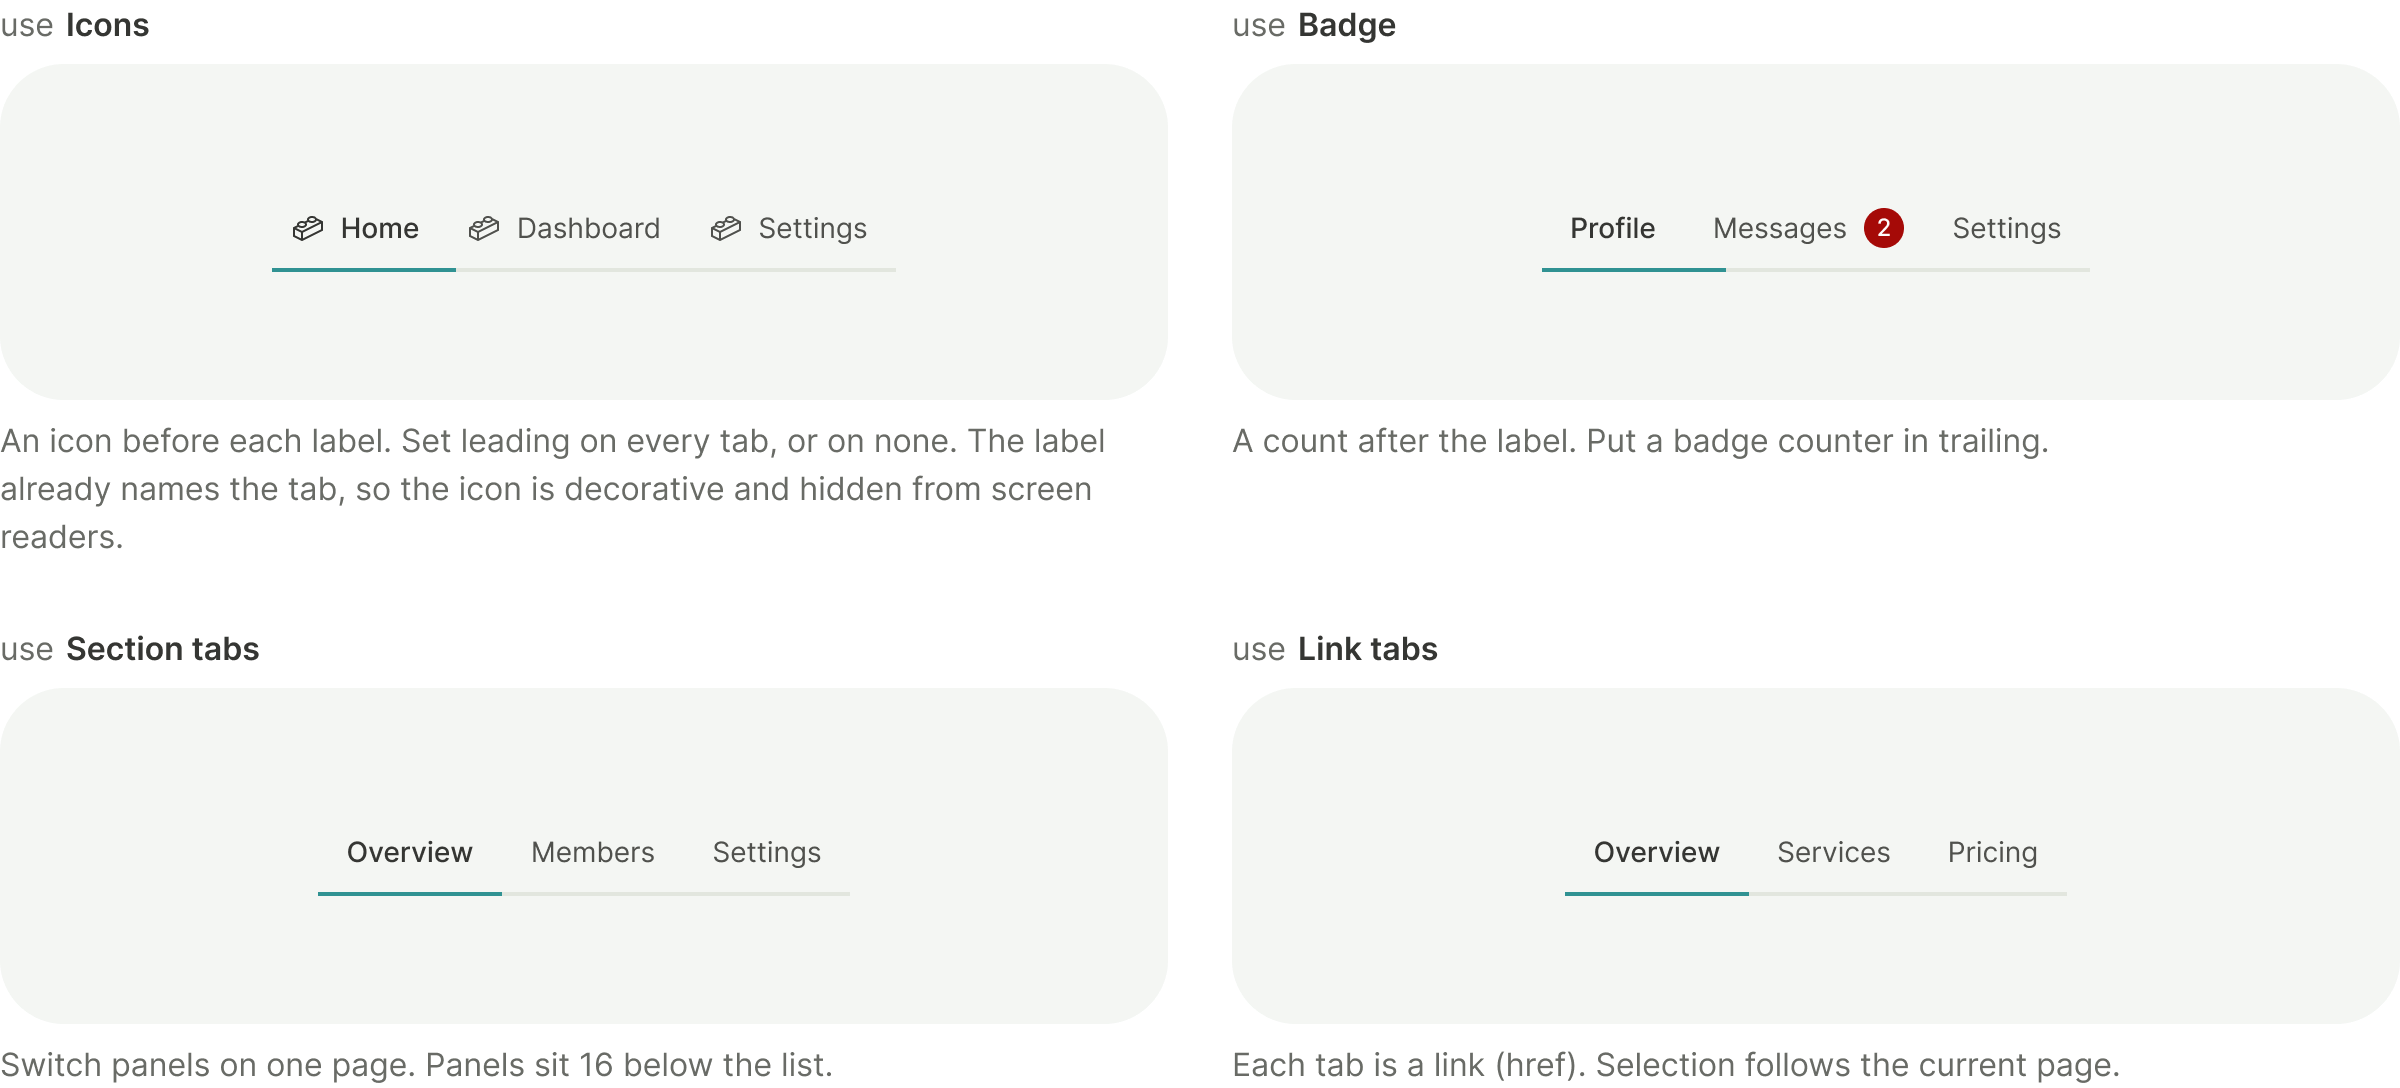 use Icons
Home Dashboard Settings
An icon before each label. Set leading on every tab, or on none. The label
already names the tab, so the icon is decorative and hidden from screen
readers.
use Badge
Profile Messages 2 Settings
A count after the label. Put a badge counter in trailing.
use Section tabs
Overview Members Settings
Switch panels on one page. Panels sit 16 below the list.
use Link tabs
Overview Services Pricing
Each tab is a link (href). Selection follows the current page.